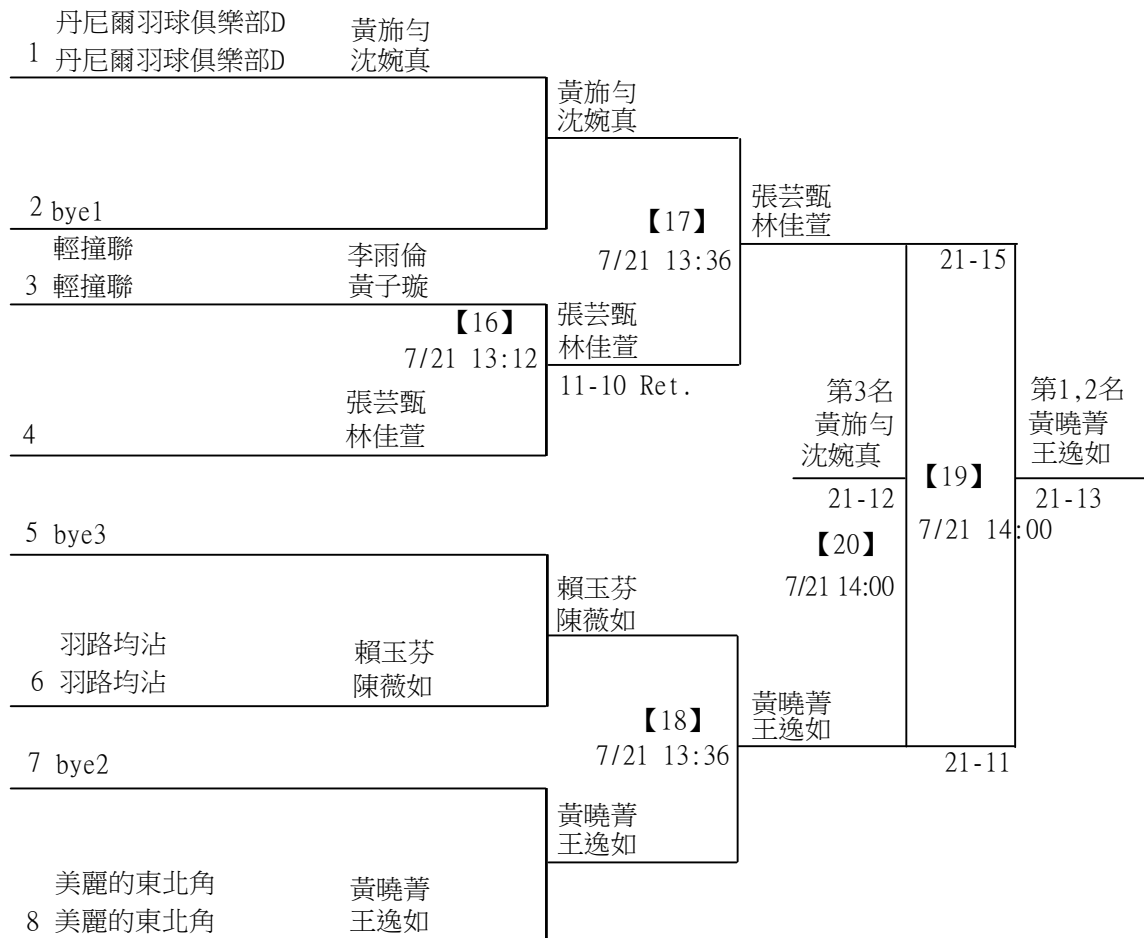 丹尼爾羽球俱樂部D 黃斾勻
1 丹尼爾羽球俱樂部D 沈婉真
黃斾勻
沈婉真
2 bye1
張芸甄
林佳萱
【17】
7/21 13:36
21-15
輕撞聯 李雨倫
3 輕撞聯 黃子璇
【16】
7/21 13:12
張芸甄
林佳萱
11-10 Ret.
張芸甄
4 林佳萱
第3名
黃斾勻
沈婉真
21-12
【20】
7/21 14:00
第1,2名
黃曉菁
王逸如
21-13
【19】
7/21 14:00
5 bye3
賴玉芬
陳薇如
羽路均沾 賴玉芬
6 羽路均沾 陳薇如
【18】
7/21 13:36
黃曉菁
王逸如
21-11
7 bye2
黃曉菁
王逸如
美麗的東北角 黃曉菁
8 美麗的東北角 王逸如